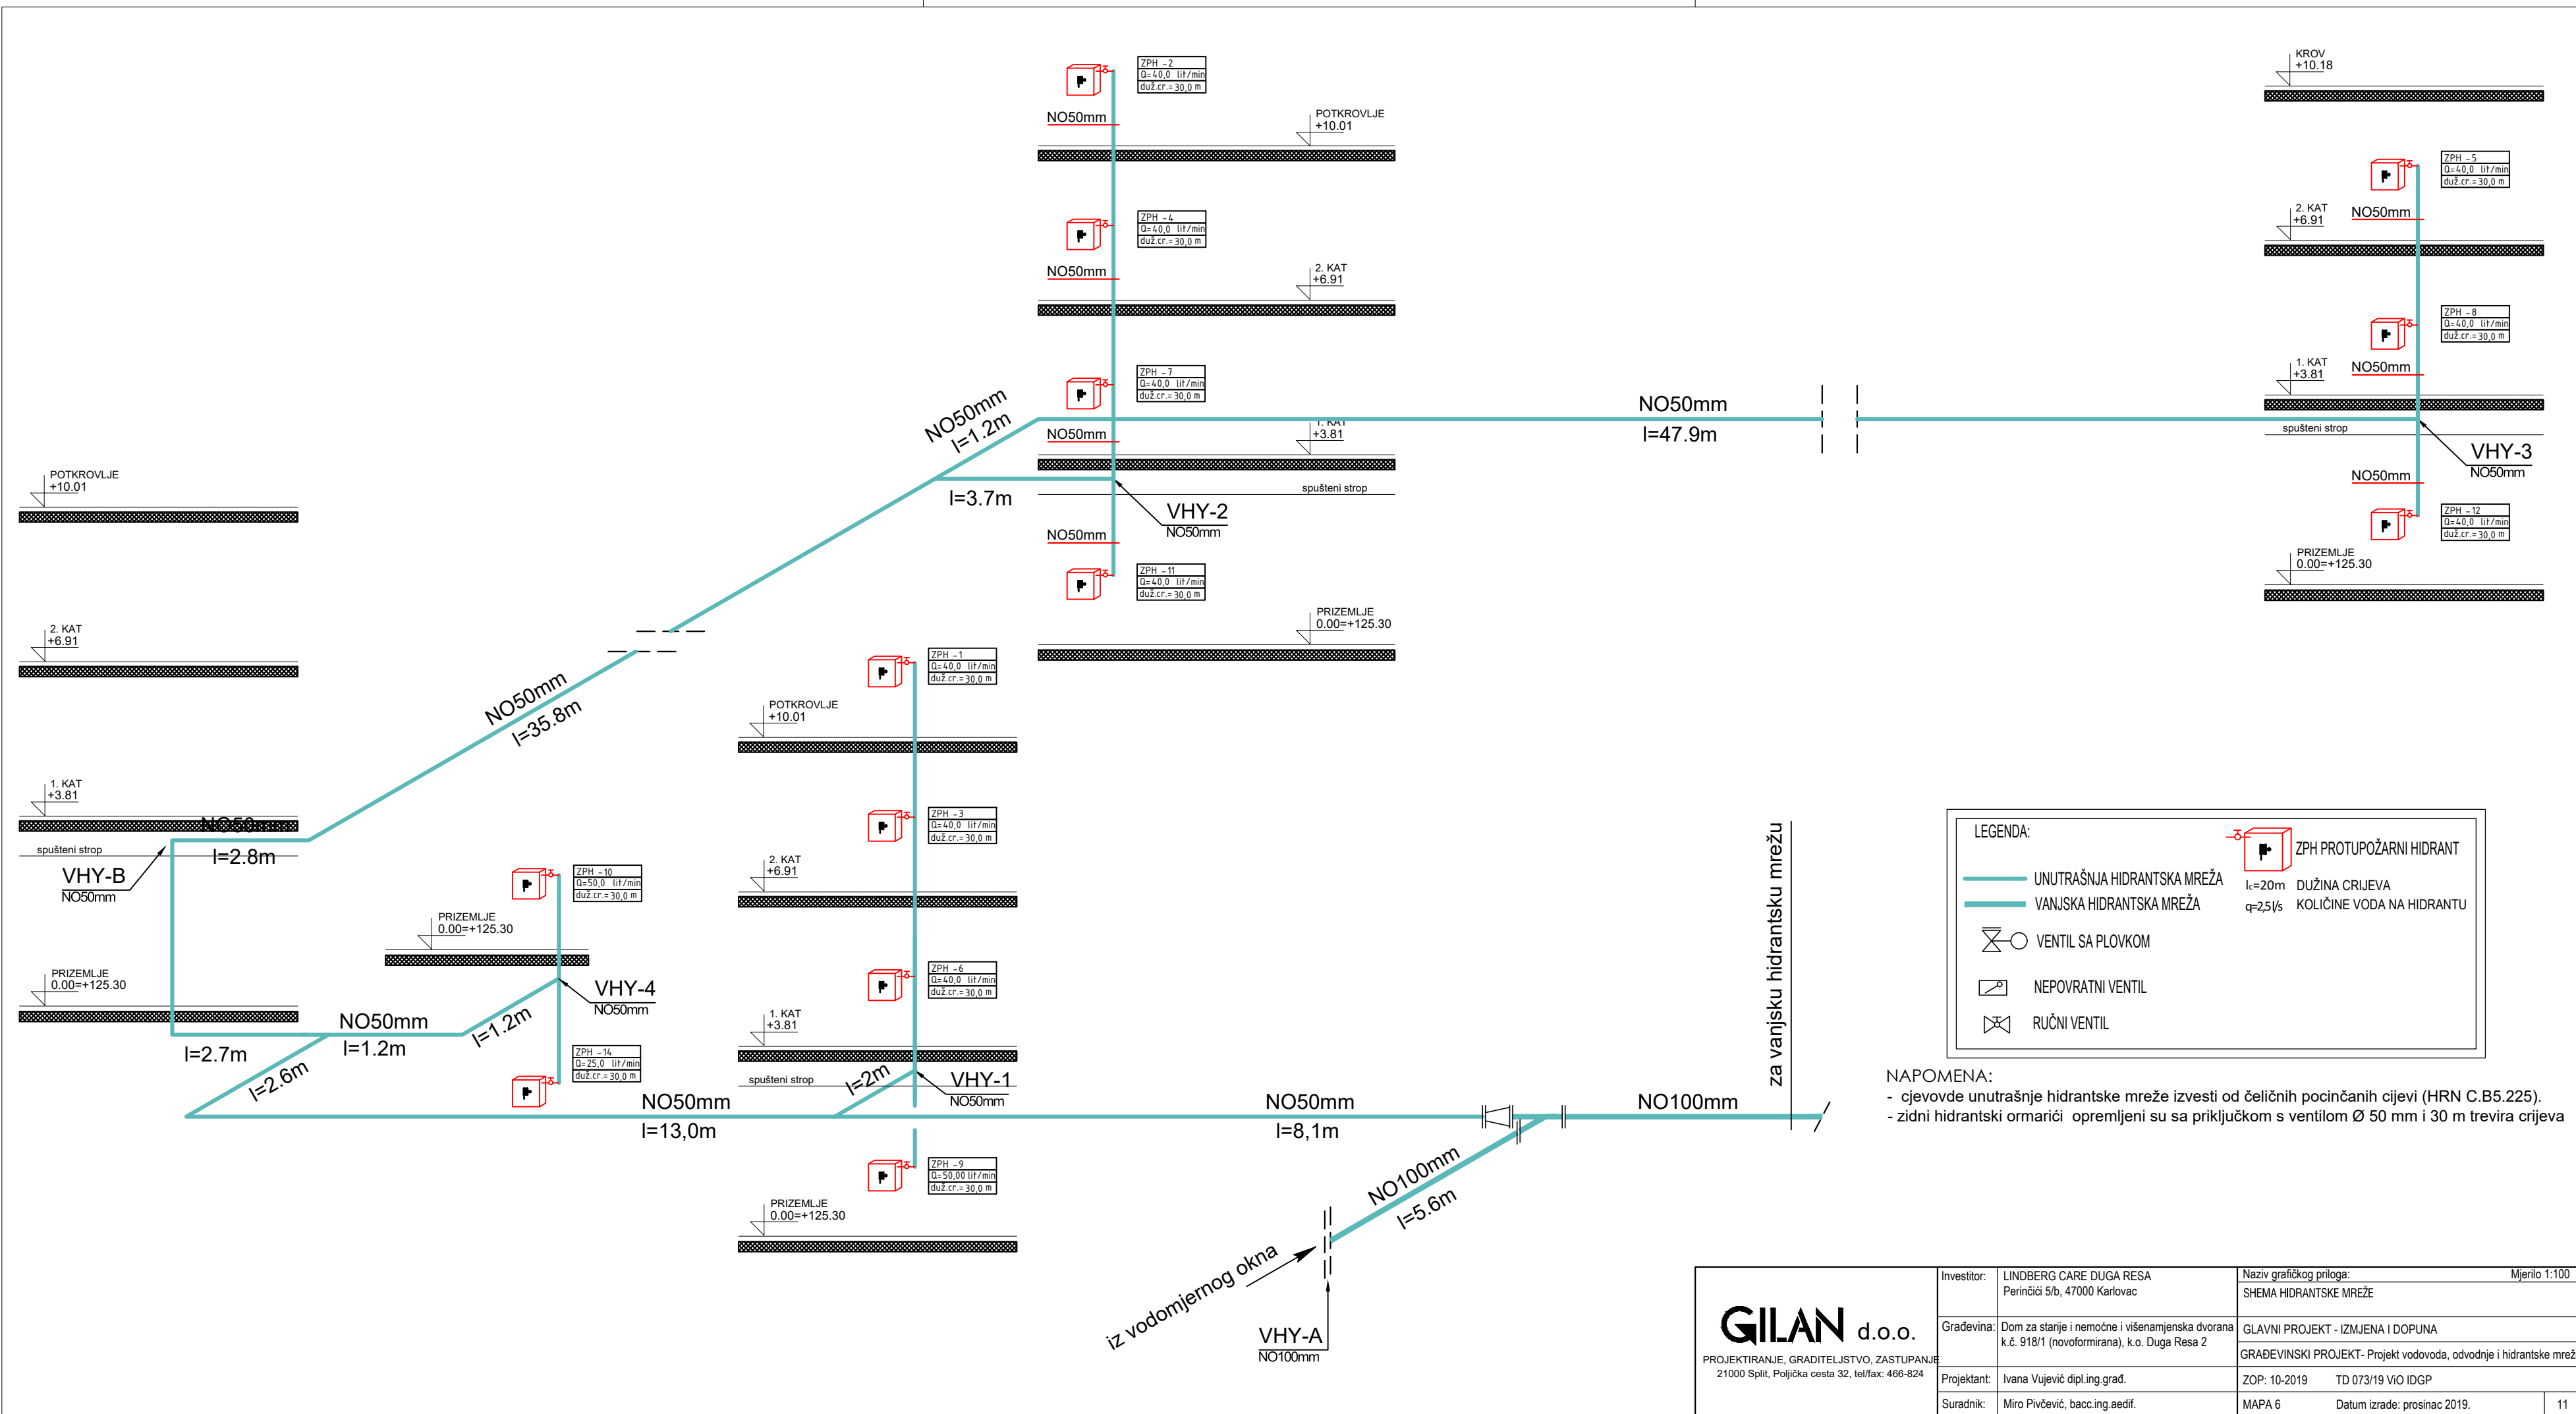 ZPH - 2
Q= 40,0 lit/min
duž.cr.= 30,0 m
NO50mm
POTKROVLJE
+10.01
ZPH - 4
Q= 40,0 lit/min
duž.cr.= 30,0 m
NO50mm
2. KAT
+6.91
ZPH - 7
Q= 40,0 lit/min
duž.cr.= 30,0 m
NO50mm
l=1.2m
NO50mm
1. KAT
+3.81
NO50mm
l=47.9m
l=3.7m
spušteni strop
VHY-2
NO50mm
NO50mm
ZPH - 11
Q= 40,0 lit/min
duž.cr.= 30,0 m
PRIZEMLJE
0.00=+125.30
KROV
+10.18
ZPH - 5
Q= 40,0 lit/min
duž.cr.= 30,0 m
2. KAT
+6.91
NO50mm
ZPH - 8
Q= 40,0 lit/min
duž.cr.= 30,0 m
1. KAT
+3.81
NO50mm
spušteni strop
VHY-3
NO50mm
NO50mm
ZPH - 12
Q= 40,0 lit/min
duž.cr.= 30,0 m
PRIZEMLJE
0.00=+125.30
POTKROVLJE
+10.01
2. KAT
+6.91
NO50mm
l=35.8m
1. KAT
+3.81
NO50mm
l=2.8m
spušteni strop
VHY-B
NO50mm
PRIZEMLJE
0.00=+125.30
l=2.7m
l=2.6m
ZPH - 10
Q= 50,0 lit/min
duž.cr.= 30,0 m
PRIZEMLJE
0.00=+125.30
VHY-4
NO50mm
NO50mm
l=1.2m
l=1.2m
ZPH - 14
Q= 25,0 lit/min
duž.cr.= 30,0 m
NO50mm
l=13,0m
ZPH - 1
Q= 40,0 lit/min
duž.cr.= 30,0 m
POTKROVLJE
+10.01
ZPH - 3
Q= 40,0 lit/min
duž.cr.= 30,0 m
2. KAT
+6.91
ZPH - 6
Q= 40,0 lit/min
duž.cr.= 30,0 m
1. KAT
+3.81
spušteni strop
l=2m
VHY-1
NO50mm
ZPH - 9
Q= 50,00 lit/min
duž.cr.= 30,0 m
PRIZEMLJE
0.00=+125.30
NO50mm
l=8,1m
NO100mm
za vanjsku hidrantsku mrežu
NO100mm
l=5.6m
iz vodomjernog okna
VHY-A
NO100mm
LEGENDA:
ZPH PROTUPOŽARNI HIDRANT
UNUTRAŠNJA HIDRANTSKA MREŽA
lc=20m DUŽINA CRIJEVA
VANJSKA HIDRANTSKA MREŽA
q=2,5l/s KOLIČINE VODA NA HIDRANTU
VENTIL SA PLOVKOM
NEPOVRATNI VENTIL
RUČNI VENTIL
NAPOMENA:
- cjevovde unutrašnje hidrantske mreže izvesti od čeličnih pocinčanih cijevi (HRN C.B5.225).
- zidni hidrantski ormarići opremljeni su sa priključkom s ventilom Ø 50 mm i 30 m trevira crijeva
GILAN d.o.o.
PROJEKTIRANJE, GRADITELJSTVO, ZASTUPANJE
21000 Split, Poljička cesta 32, tel/fax: 466-824
Investitor: LINDBERG CARE DUGA RESA
Perinčići 5/b, 47000 Karlovac
Građevina: Dom za starije i nemoćne i višenamjenska dvorana
k.č. 918/1 (novoformirana), k.o. Duga Resa 2
Projektant: Ivana Vujević dipl.ing.građ.
Suradnik: Miro Pivčević, bacc.ing.aedif.
Naziv grafičkog priloga: Mjerilo 1:100
SHEMA HIDRANTSKE MREŽE
GLAVNI PROJEKT - IZMJENA I DOPUNA
GRAĐEVINSKI PROJEKT- Projekt vodovoda, odvodnje i hidrantske mrež
ZOP: 10-2019 TD 073/19 ViO IDGP
MAPA 6 Datum izrade: prosinac 2019. 11